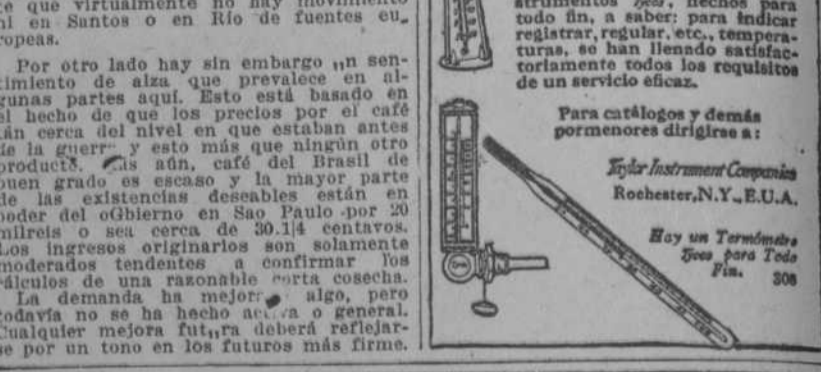 te que virtualmente no hay movimiento
ni en Santos o en Río de fuentes eu„
ropeas.
Por otro lado hay sin embargo „n sen-
timiento de alza que prevalece en al-
gunas partes aquí. Esto está basado en
el hecho de que los precios por el café
tán cerca del nivel en que estaban antes
de la guerr y esto más que ningún otro
product8. is aún, café del Brasil de
buen grado es escaso y la mayor parte
de las existencias deseables están en
poder del oGbierno en Sao Paulo por 20
milreis o sea cerca de 30.1|4 centavos.
Los ingresos originarios son solamente
moderados tendentes a confirmar los
cálculos de una razonable corta cosecha.
La demanda ha mejor algo, pero
todavía no se ha hecho activa o general.
Cualquier mejora fut„ra deberá reflejar-
se por un tono en los futuros más firme.
strumentos Tycos, hechos para
todo fin, a saber: para indicar
registrar, regular, etc., tempera-
turas, se han llenado satisfac-
toriamente todos los requisitos
de un servicio eficaz.
Para catálogos y demás
pormenores dirigirse a:
Taylor Instrument Companies
Rochester, N.Y., E.U.A.
Hay un Termómetro
Tycos para Todo
Fin. 308